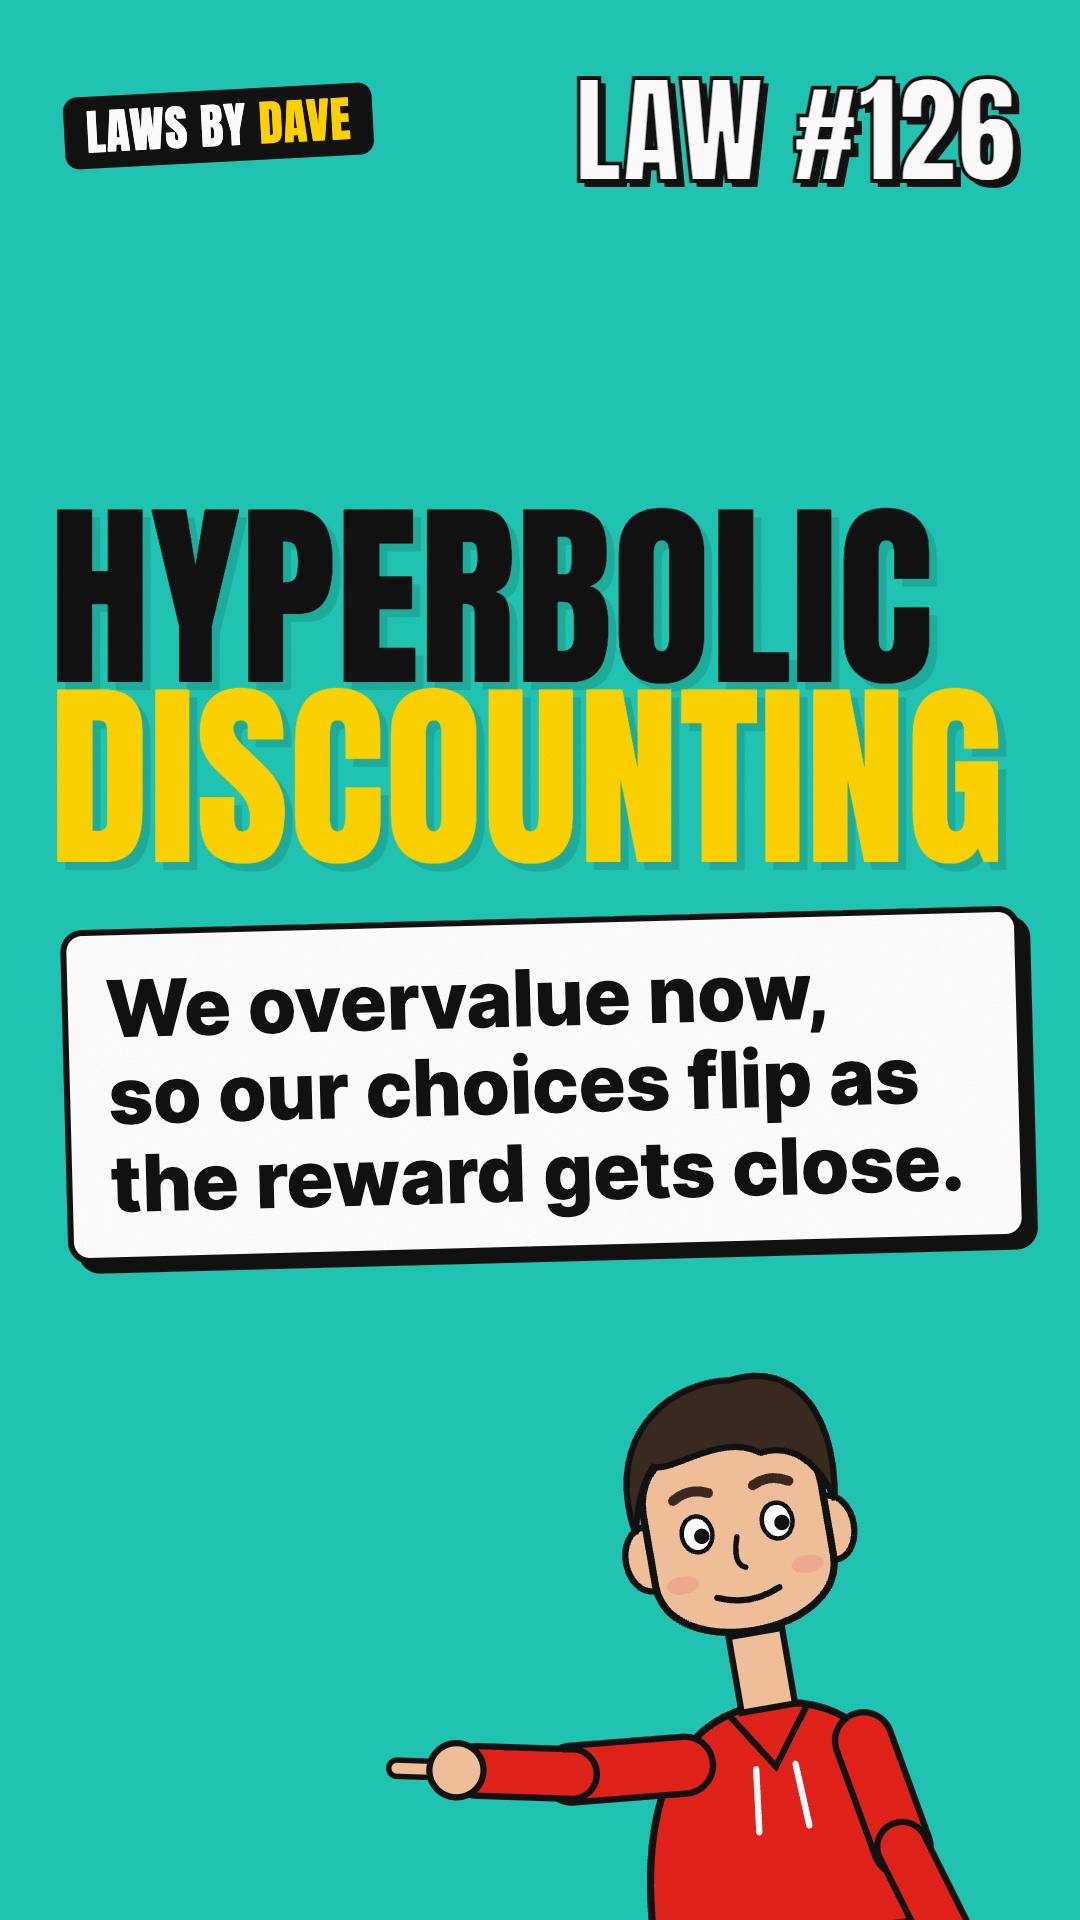 LAWS BY DAVE
LAW #126
HYPERBOLIC
DISCOUNTING
We overvalue now,
so our choices flip as
the reward gets close.